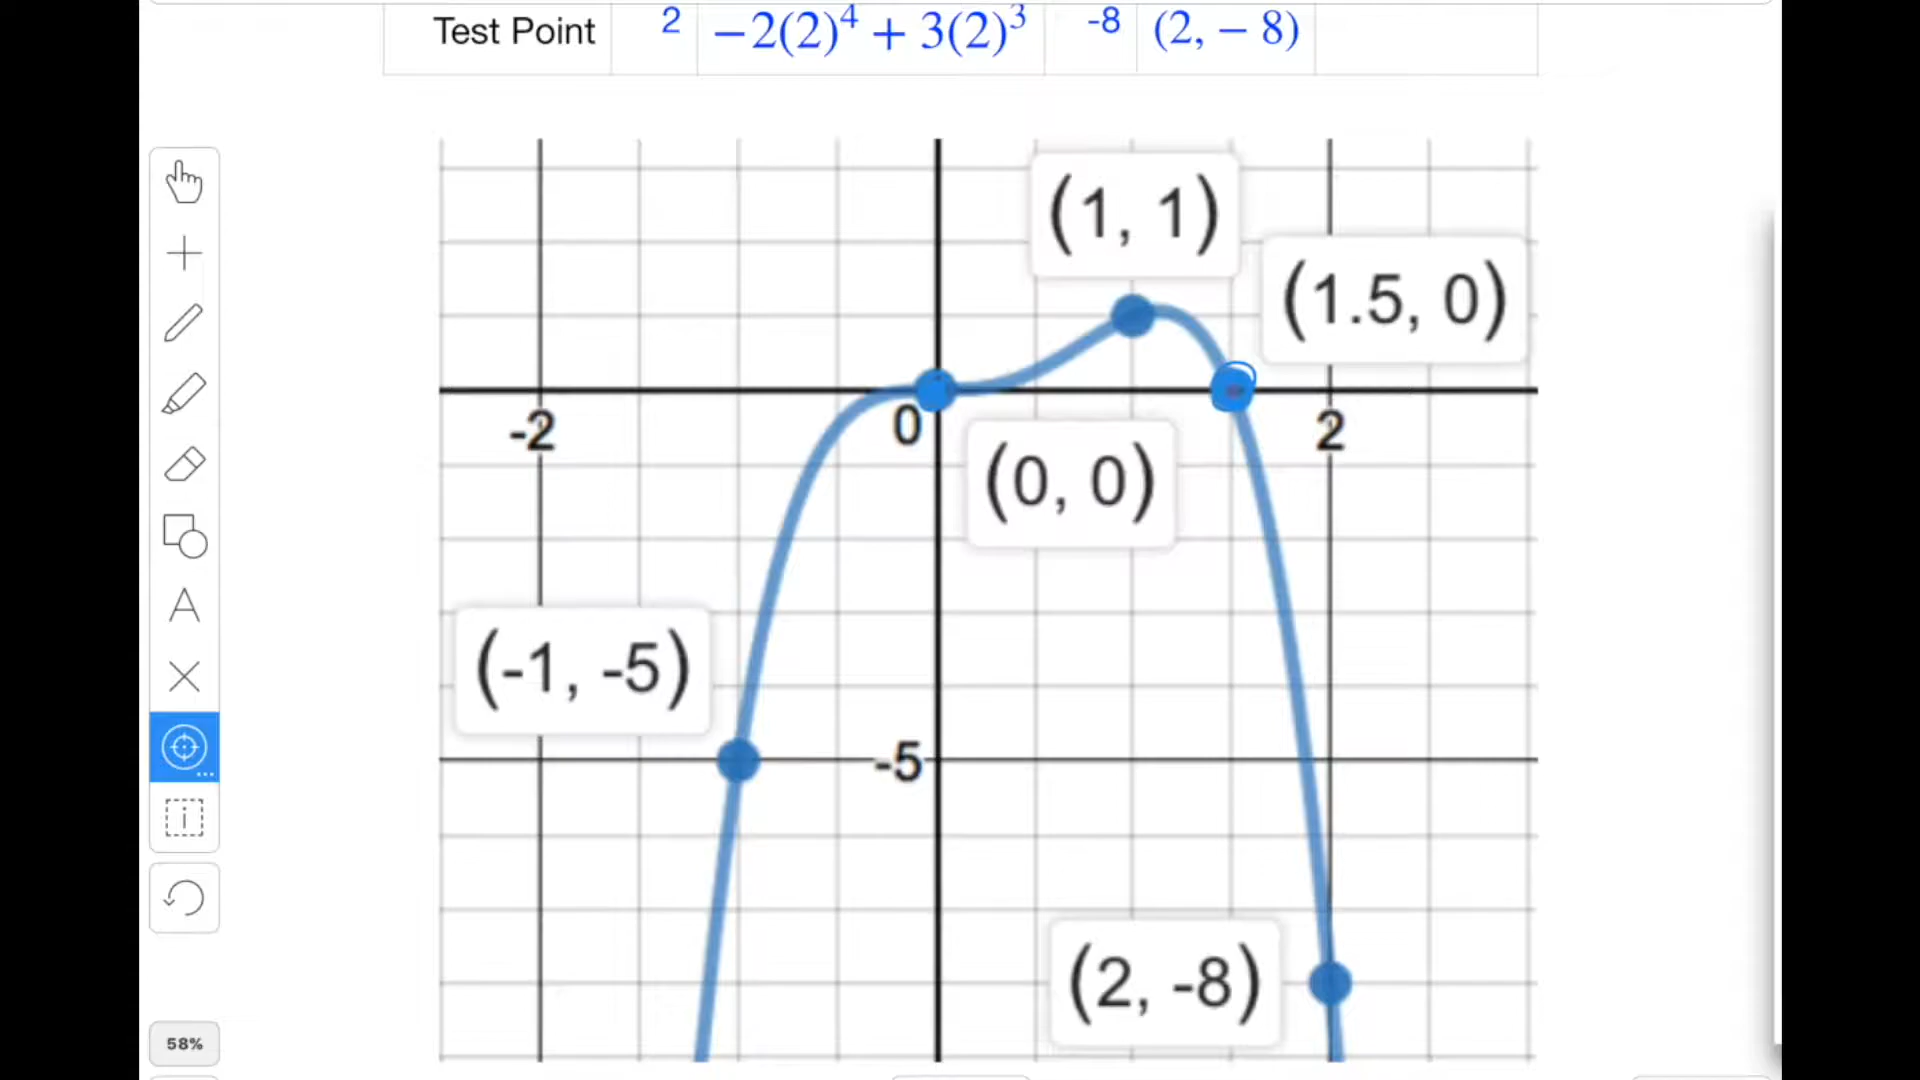 Test Point 2 −2(2)⁴ + 3(2)³ -8 (2, − 8)
(1, 1)
(1.5, 0)
-2 0 2
(0, 0)
(-1, -5)
-5
(2, -8)
A
i
58%